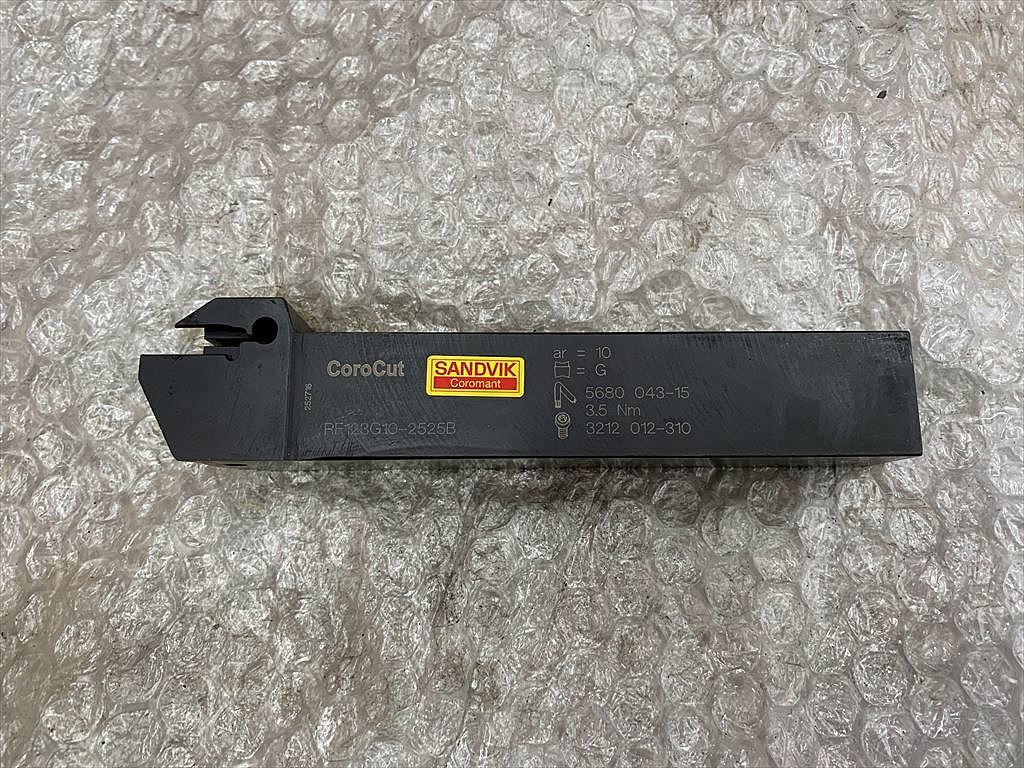 CoroCut
SANDVIK
Coromant
RF123G10-2525B
ar = 10
= G
5680 043-15
3.5 Nm
3212 012-310